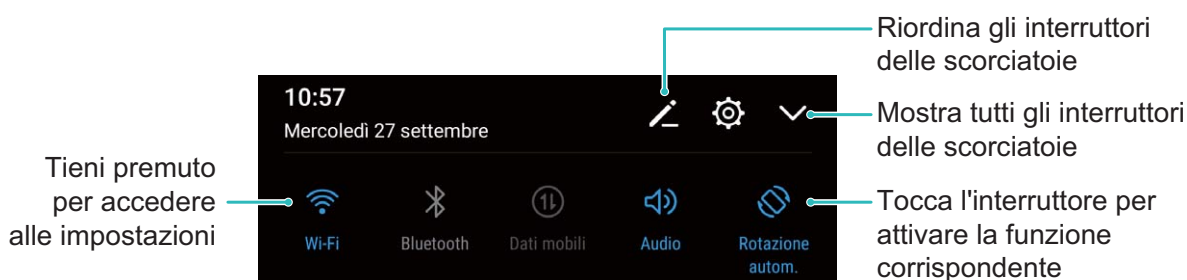 Riordina gli interruttori
delle scorciatoie
10:57
Mercoledì 27 settembre
Mostra tutti gli interruttori
delle scorciatoie
Tieni premuto
per accedere
alle impostazioni
Wi-Fi
Bluetooth
Dati mobili
Audio
Rotazione
autom.
Tocca l'interruttore per
attivare la funzione
corrispondente